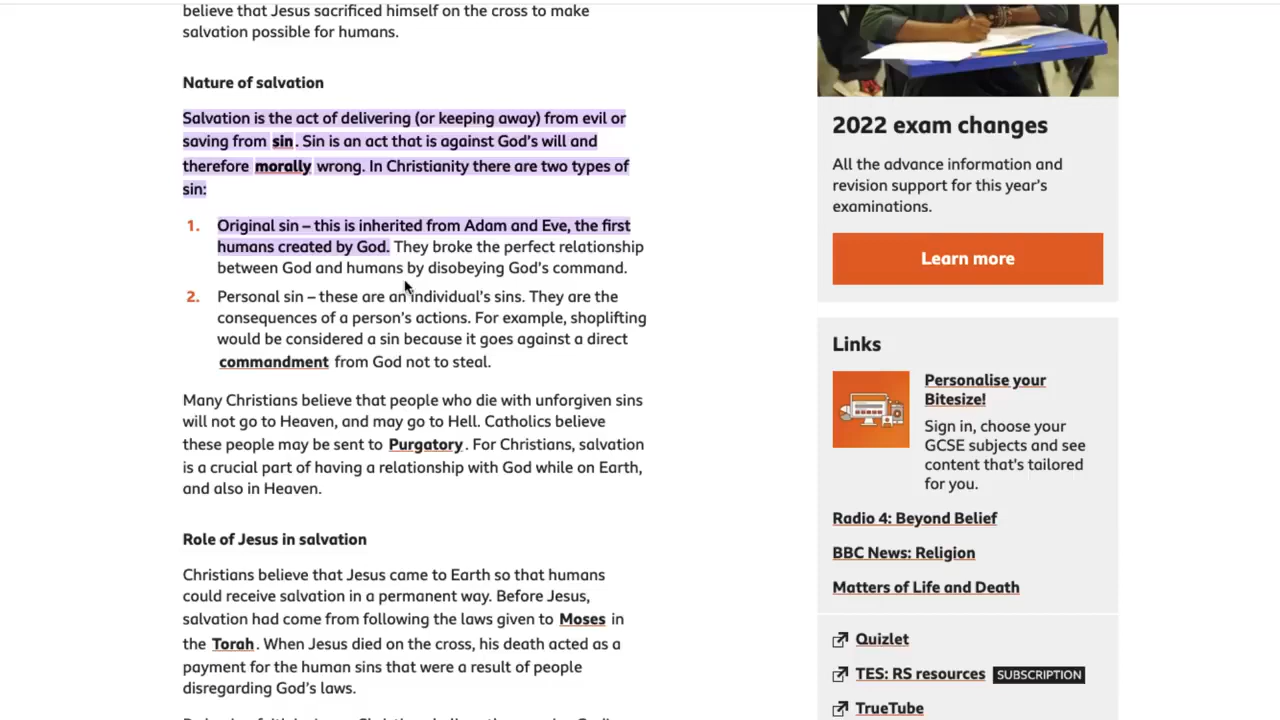 believe that Jesus sacrificed himself on the cross to make
salvation possible for humans.
Nature of salvation
Salvation is the act of delivering (or keeping away) from evil or
saving from sin. Sin is an act that is against God's will and
therefore morally wrong. In Christianity there are two types of
sin:
1. Original sin – this is inherited from Adam and Eve, the first
humans created by God. They broke the perfect relationship
between God and humans by disobeying God's command.
2. Personal sin – these are an individual's sins. They are the
consequences of a person's actions. For example, shoplifting
would be considered a sin because it goes against a direct
commandment from God not to steal.
Many Christians believe that people who die with unforgiven sins
will not go to Heaven, and may go to Hell. Catholics believe
these people may be sent to Purgatory. For Christians, salvation
is a crucial part of having a relationship with God while on Earth,
and also in Heaven.
Role of Jesus in salvation
Christians believe that Jesus came to Earth so that humans
could receive salvation in a permanent way. Before Jesus,
salvation had come from following the laws given to Moses in
the Torah. When Jesus died on the cross, his death acted as a
payment for the human sins that were a result of people
disregarding God's laws.
2022 exam changes
All the advance information and
revision support for this year's
examinations.
Learn more
Links
Personalise your
Bitesize!
Sign in, choose your
GCSE subjects and see
content that's tailored
for you.
Radio 4: Beyond Belief
BBC News: Religion
Matters of Life and Death
Quizlet
TES: RS resources SUBSCRIPTION
TrueTube